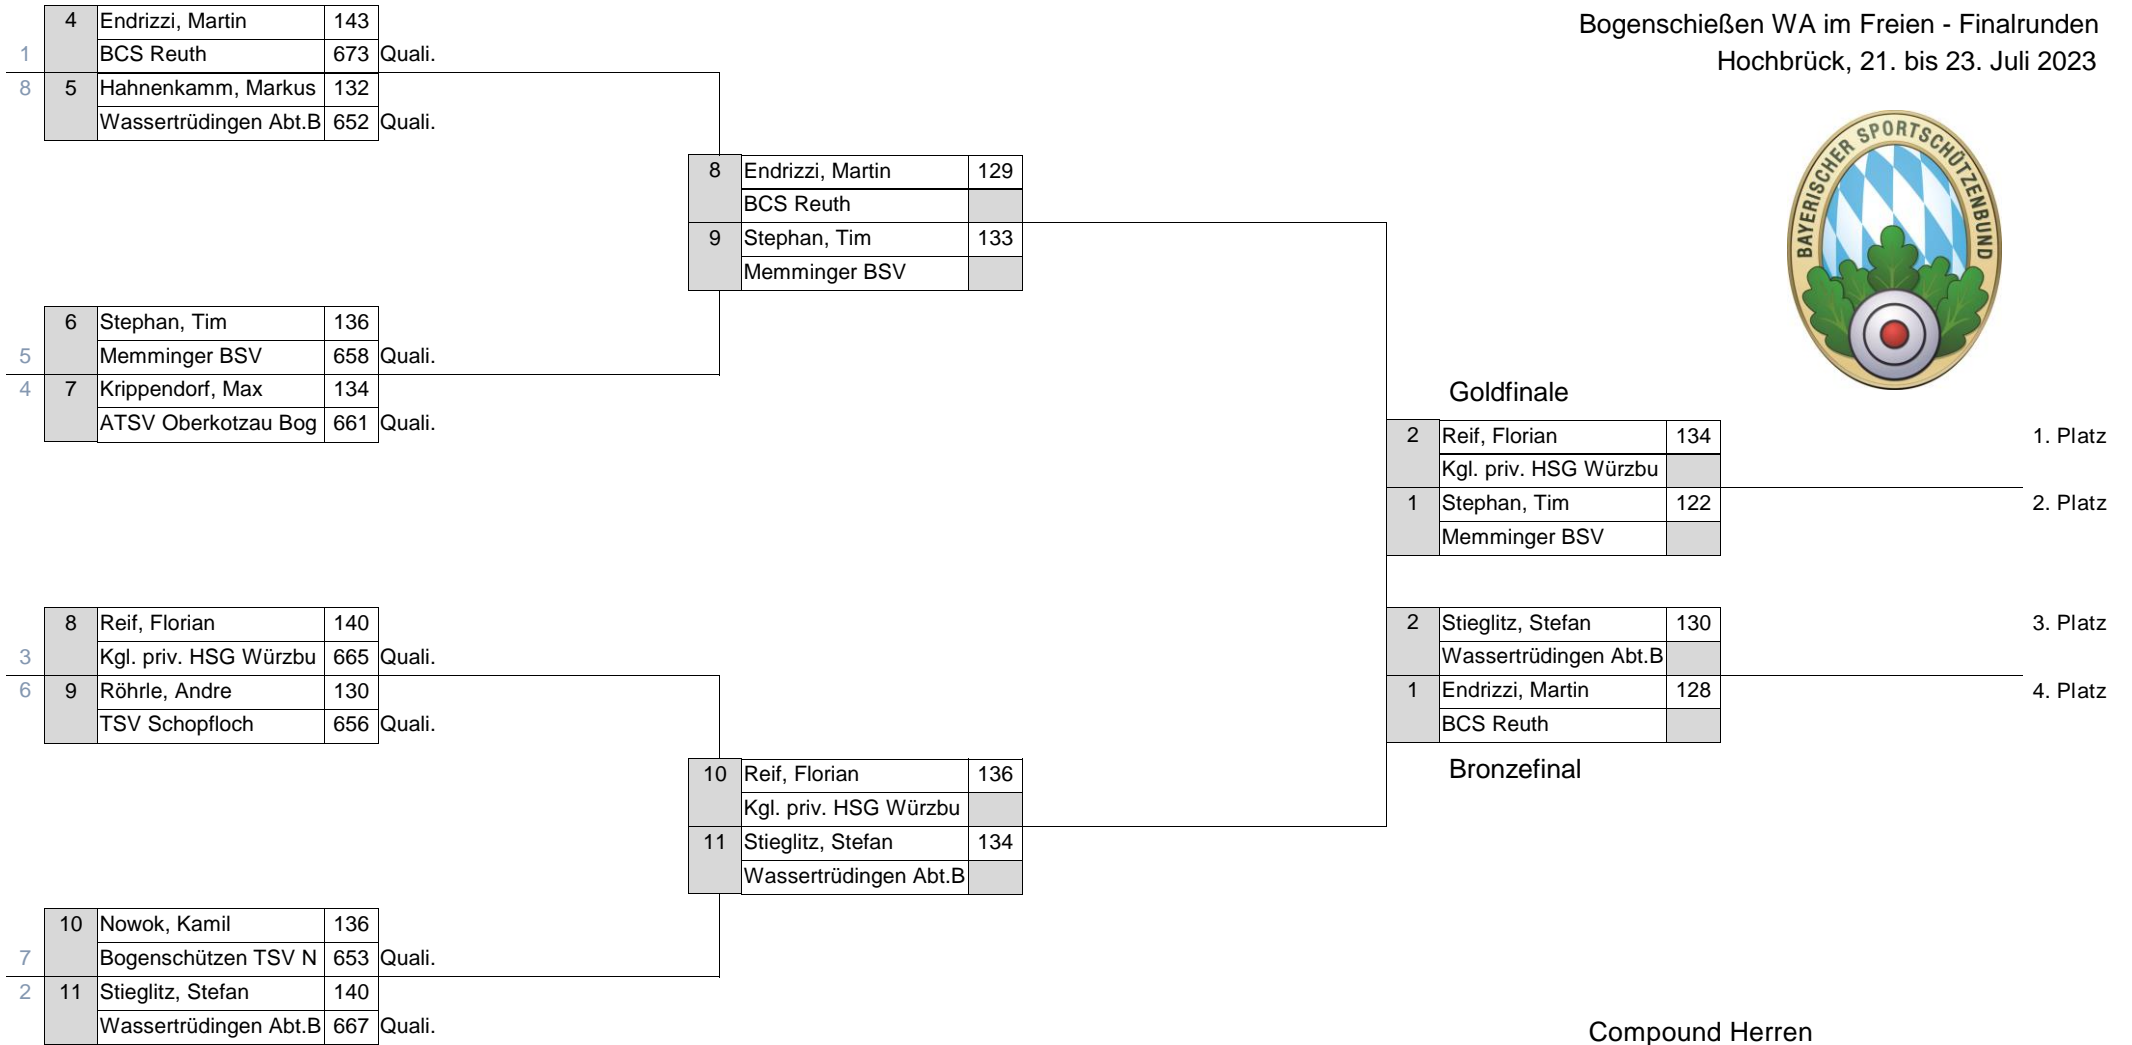 Bogenschießen WA im Freien - Finalrunden
Hochbrück, 21. bis 23. Juli 2023
BAYERISCHER SPORTSCHÜTZENBUND
4 Endrizzi, Martin 143
1 BCS Reuth 673 Quali.
8 5 Hahnenkamm, Markus 132
Wassertrüdingen Abt.B 652 Quali.
6 Stephan, Tim 136
5 Memminger BSV 658 Quali.
4 7 Krippendorf, Max 134
ATSV Oberkotzau Bog 661 Quali.
8 Reif, Florian 140
3 Kgl. priv. HSG Würzbu 665 Quali.
6 9 Röhrle, Andre 130
TSV Schopfloch 656 Quali.
10 Nowok, Kamil 136
7 Bogenschützen TSV N 653 Quali.
2 11 Stieglitz, Stefan 140
Wassertrüdingen Abt.B 667 Quali.
8 Endrizzi, Martin 129
BCS Reuth
9 Stephan, Tim 133
Memminger BSV
10 Reif, Florian 136
Kgl. priv. HSG Würzbu
11 Stieglitz, Stefan 134
Wassertrüdingen Abt.B
Goldfinale
2 Reif, Florian 134 1. Platz
Kgl. priv. HSG Würzbu
1 Stephan, Tim 122 2. Platz
Memminger BSV
2 Stieglitz, Stefan 130 3. Platz
Wassertrüdingen Abt.B
1 Endrizzi, Martin 128 4. Platz
BCS Reuth
Bronzefinal
Compound Herren